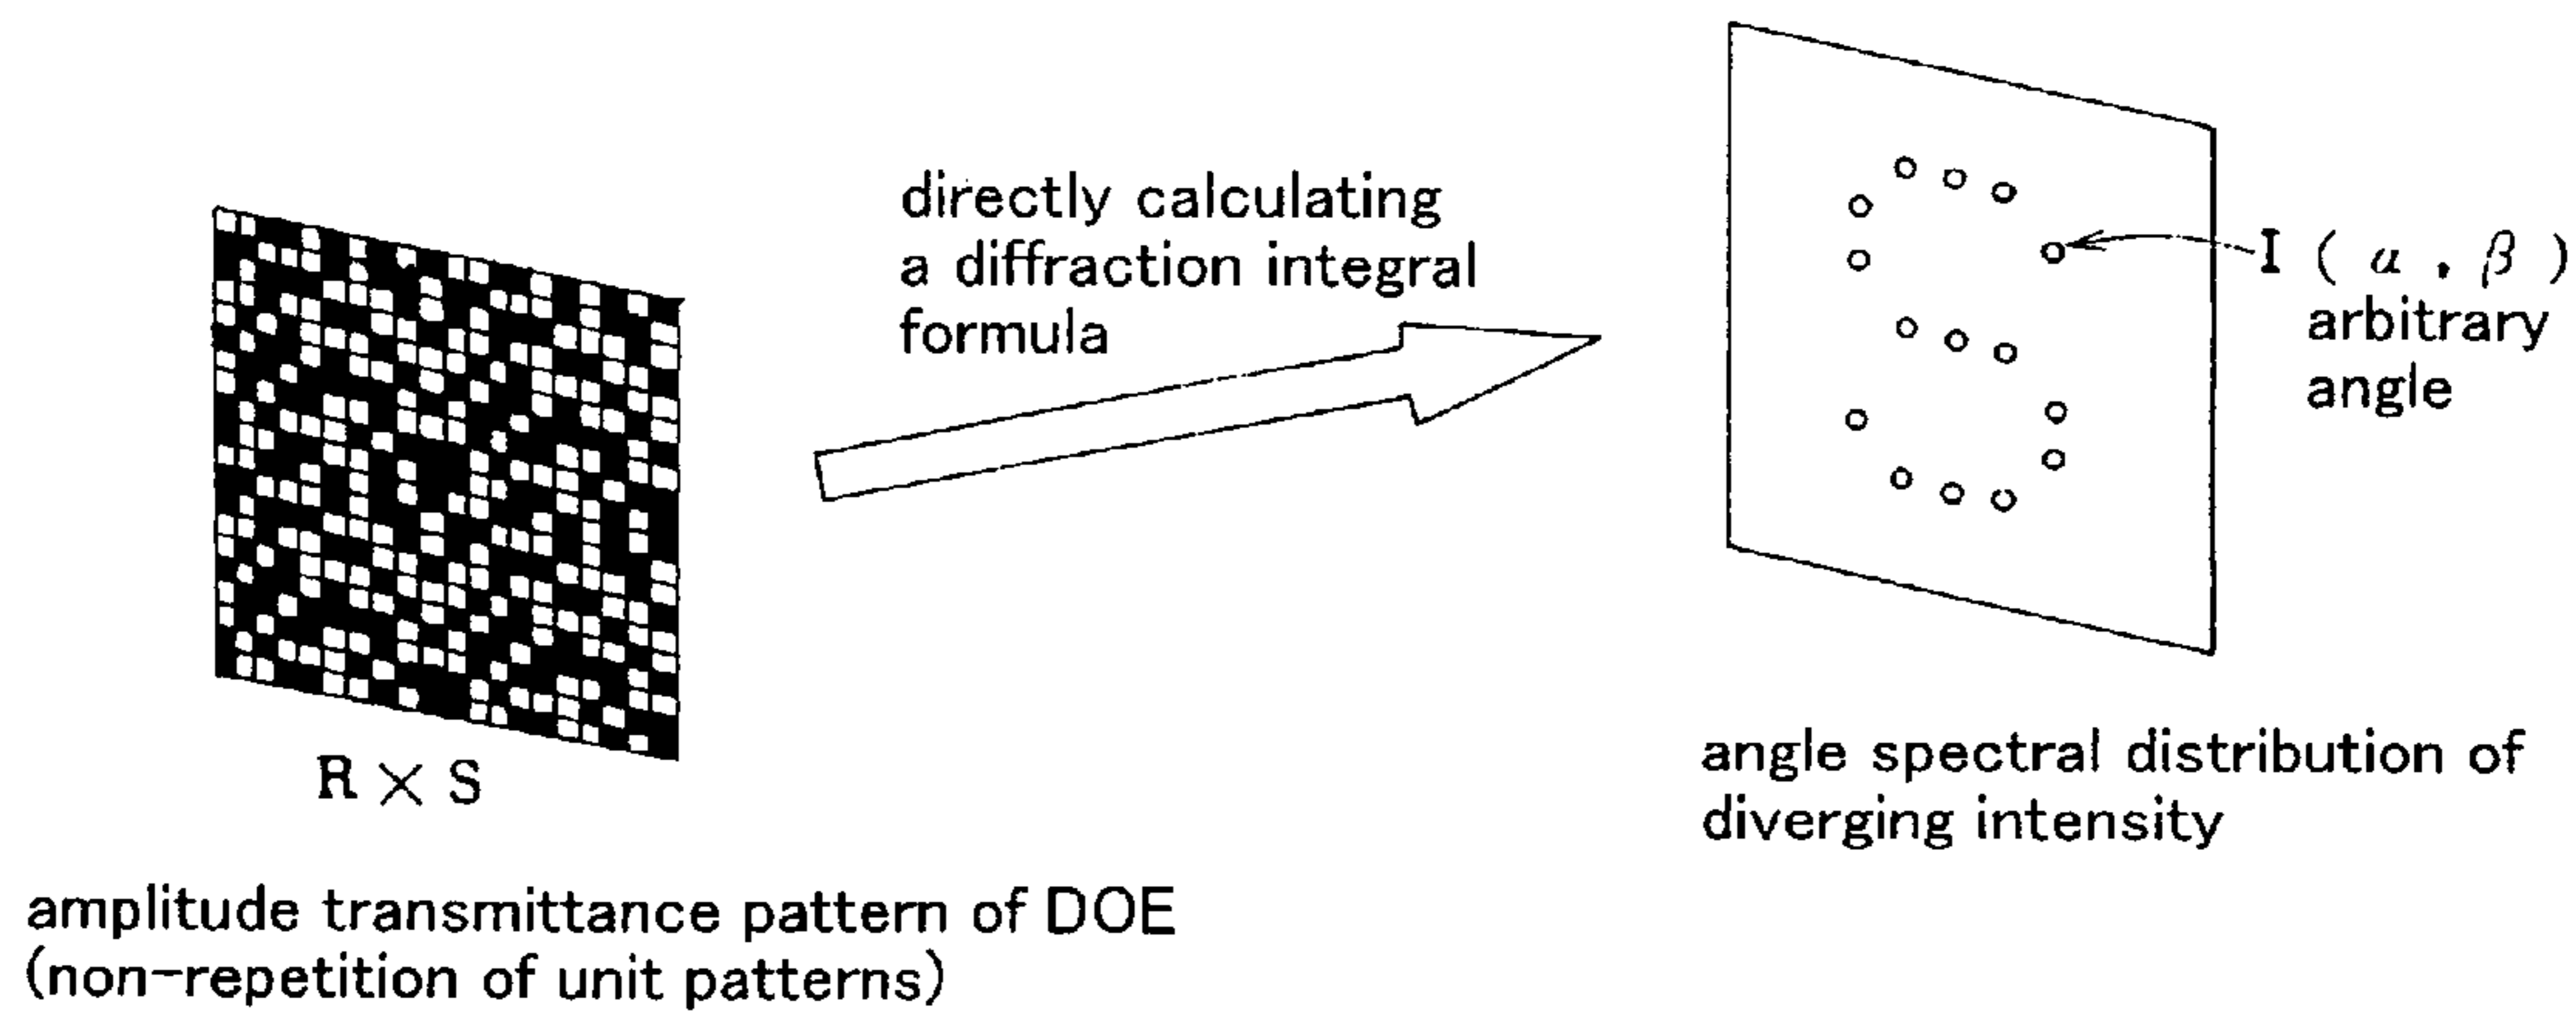 directly calculating
a diffraction integral
formula
I ( α , β )
arbitrary
angle
R × S
angle spectral distribution of
diverging intensity
amplitude transmittance pattern of DOE
(non-repetition of unit patterns)